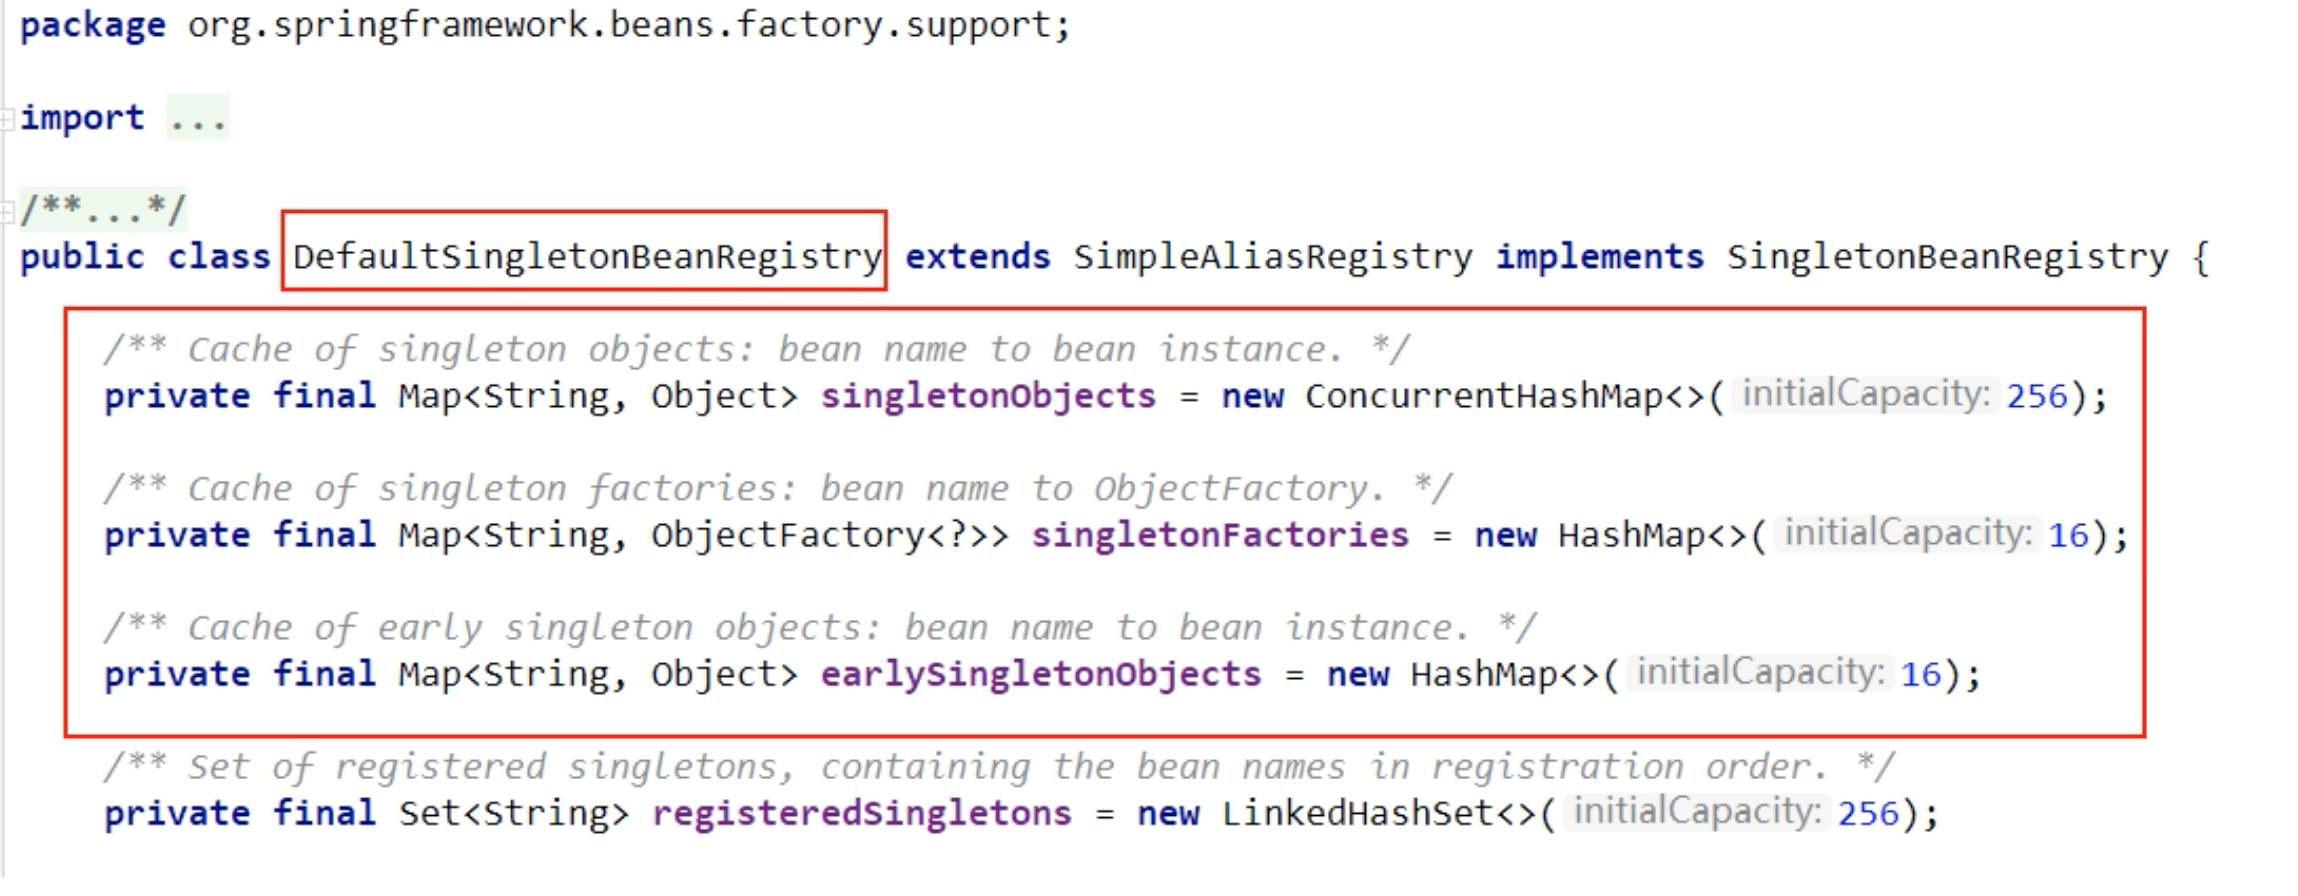 package org.springframework.beans.factory.support;
import ...
/**...*/
public class DefaultSingletonBeanRegistry extends SimpleAliasRegistry implements SingletonBeanRegistry {
/** Cache of singleton objects: bean name to bean instance. */
private final Map<String, Object> singletonObjects = new ConcurrentHashMap<>( initialCapacity: 256);
/** Cache of singleton factories: bean name to ObjectFactory. */
private final Map<String, ObjectFactory<?>> singletonFactories = new HashMap<>( initialCapacity: 16);
/** Cache of early singleton objects: bean name to bean instance. */
private final Map<String, Object> earlySingletonObjects = new HashMap<>( initialCapacity: 16);
/** Set of registered singletons, containing the bean names in registration order. */
private final Set<String> registeredSingletons = new LinkedHashSet<>( initialCapacity: 256);